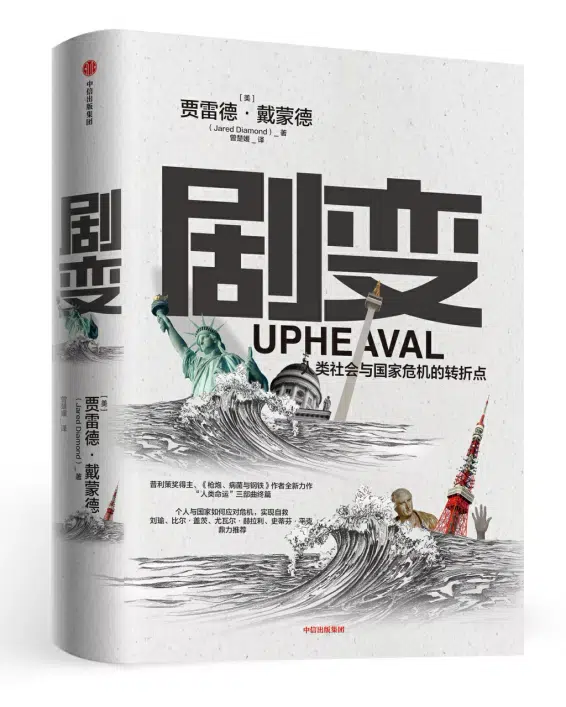 中信出版集团
剧变
[美]
贾雷德·戴蒙德
(Jared Diamond)_著
曾楚媛_译
[美]
贾雷德·戴蒙德
(Jared Diamond)_著
曾楚媛_译
剧变
UPHEAVAL
人类社会与国家危机的转折点
普利策奖得主、《枪炮、病菌与钢铁》作者全新力作
“人类命运”三部曲终篇
个人与国家如何应对危机,实现自救
刘瑜、比尔·盖茨、尤瓦尔·赫拉利、史蒂芬·平克
鼎力推荐
中信出版集团